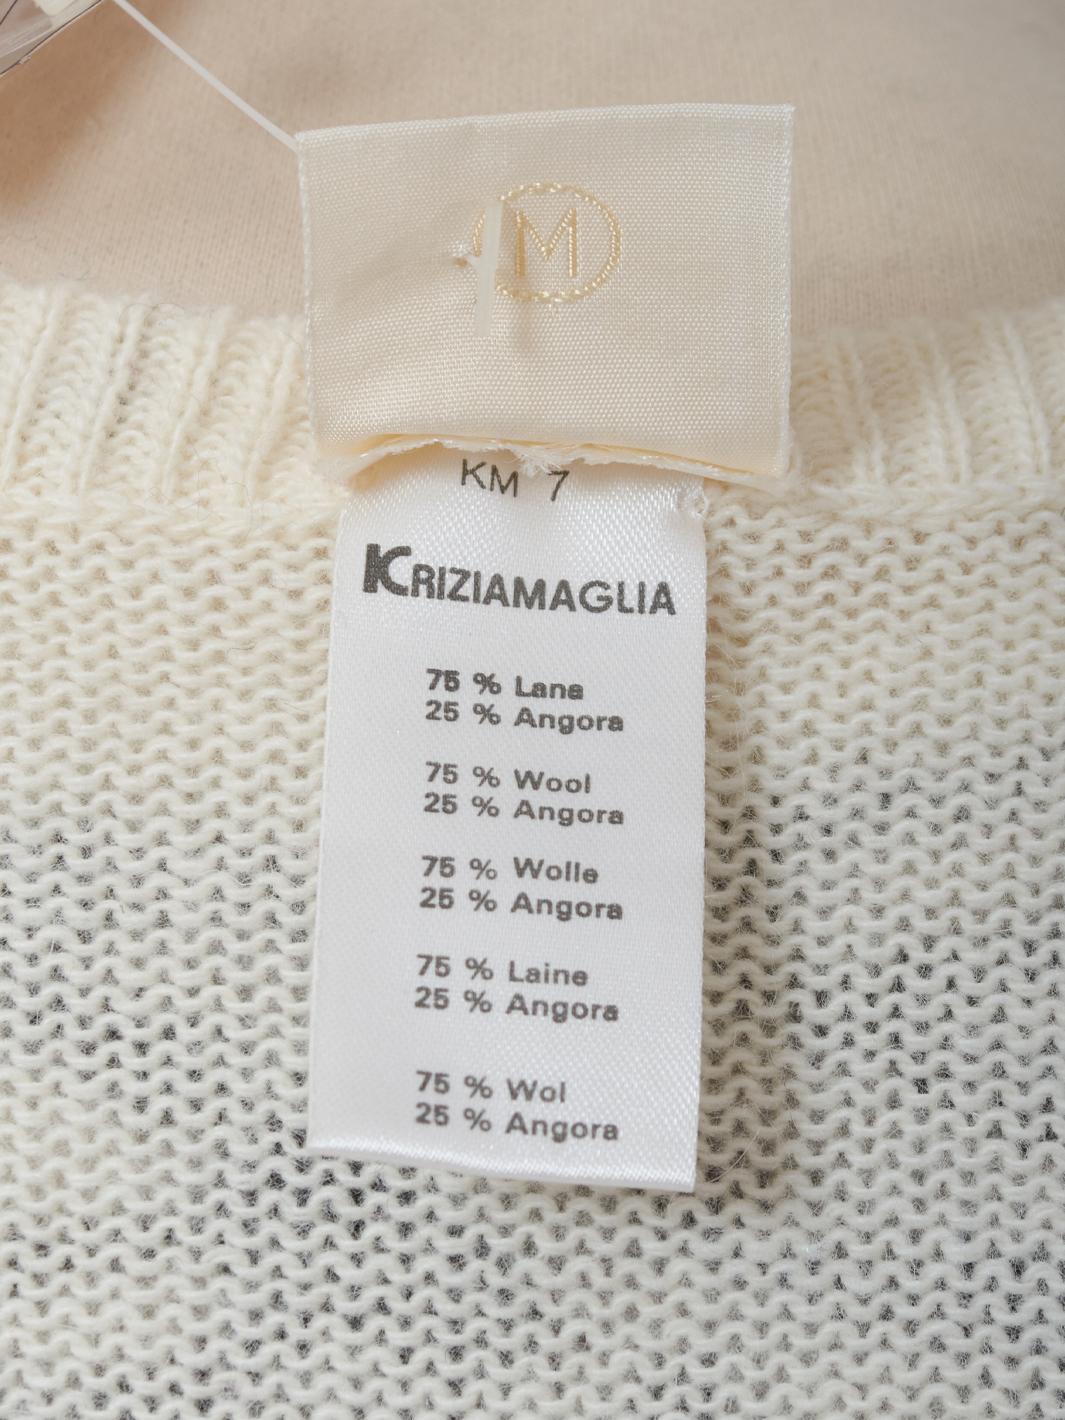 M
KM 7
KRIZIAMAGLIA
75 % Lana
25 % Angora
75 % Wool
25 % Angora
75 % Wolle
25 % Angora
75 % Laine
25 % Angora
75 % Wol
25 % Angora